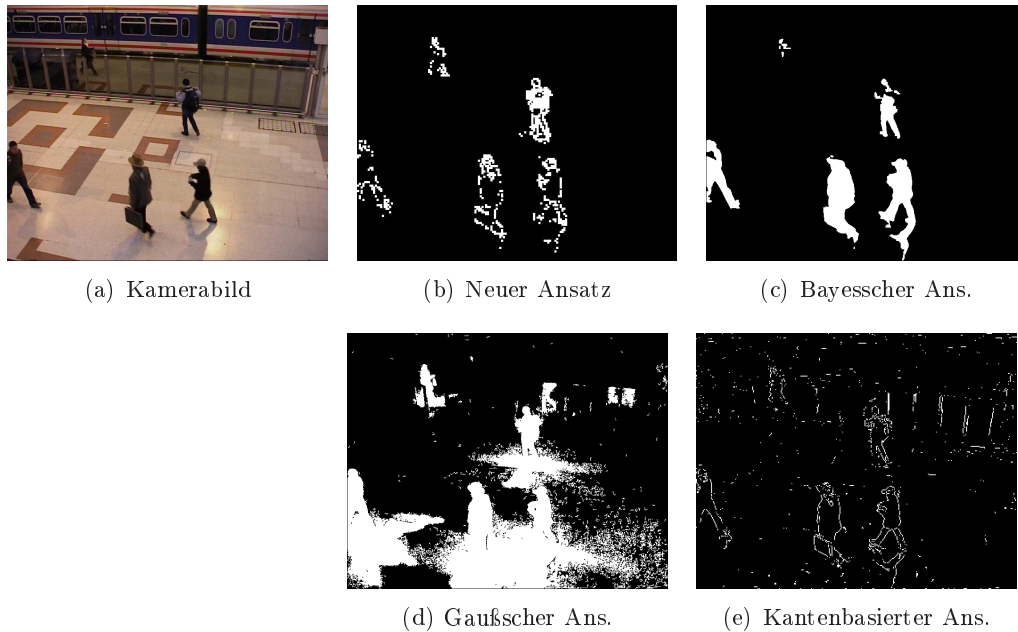 (a) Kamerabild
(b) Neuer Ansatz
(c) Bayesscher Ans.
(d) Gaußscher Ans.
(e) Kantenbasierter Ans.